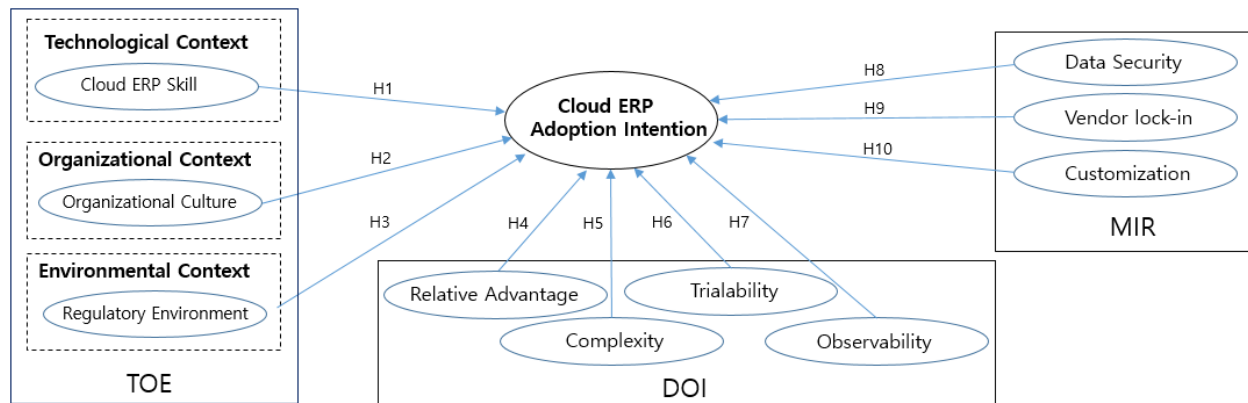 Technological Context
Cloud ERP Skill
Organizational Context
Organizational Culture
Environmental Context
Regulatory Environment
TOE
H1
H2
H3
Cloud ERP
Adoption Intention
H4
H5
H6
H7
Relative Advantage
Trialability
Complexity
Observability
DOI
H8
H9
H10
Data Security
Vendor lock-in
Customization
MIR